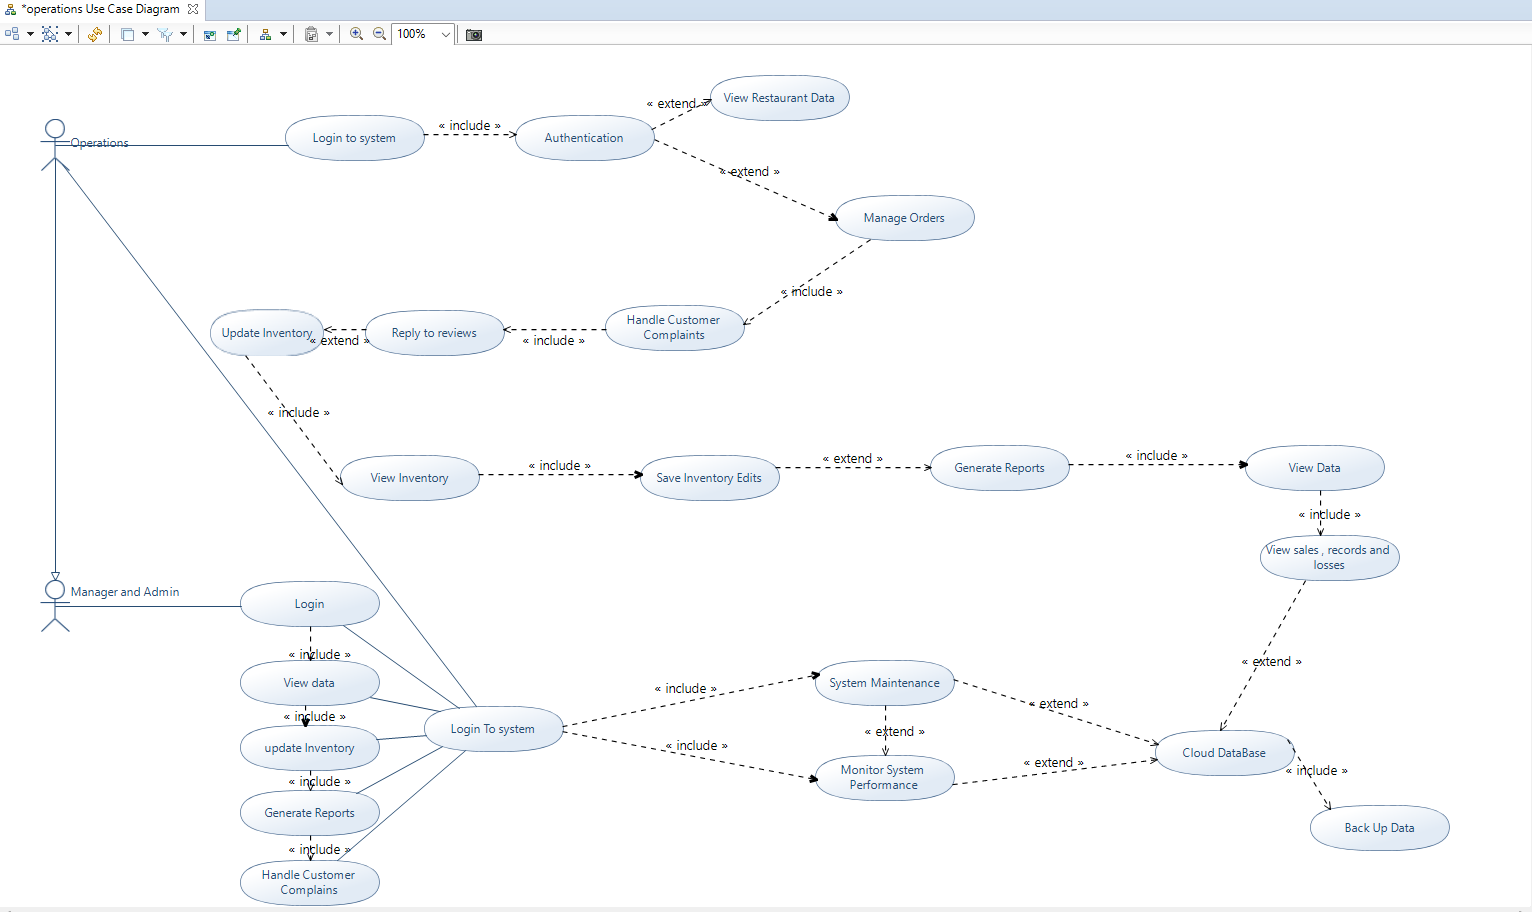 *operations Use Case Diagram
100%
« extend »
View Restaurant Data
« include »
Login to system
Authentication
Operations
« extend »
Manage Orders
« include »
Handle Customer
Complaints
Update Inventory
Reply to reviews
« extend »
« include »
« include »
« extend »
« include »
« include »
View Inventory
Save Inventory Edits
Generate Reports
View Data
« include »
View sales , records and
losses
Manager and Admin
Login
« include »
« extend »
View data
« include »
System Maintenance
« include »
« extend »
Login To system
« extend »
update Inventory
« include »
Cloud DataBase
« extend »
Monitor System
Performance
« include »
« include »
Generate Reports
Back Up Data
« include »
Handle Customer
Complains